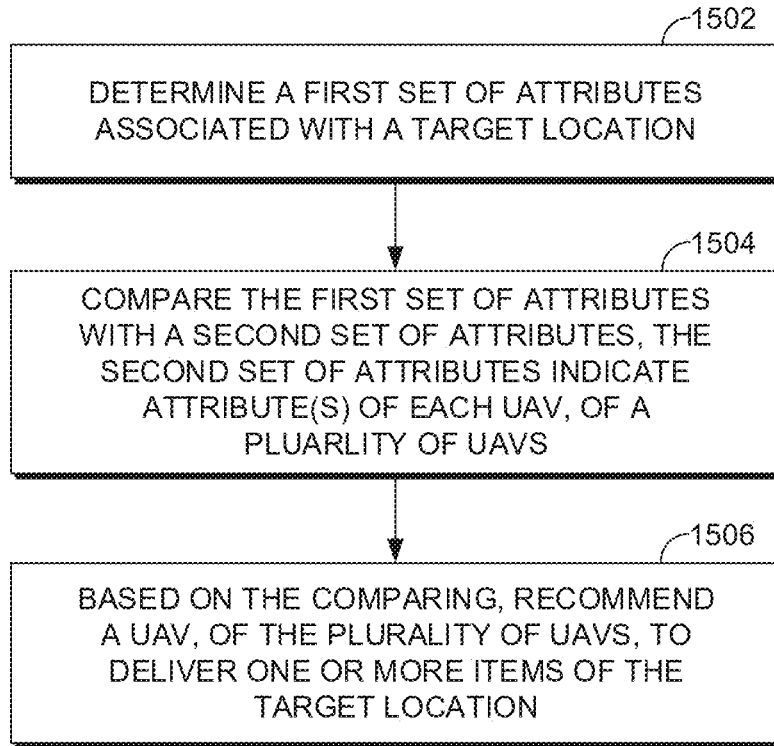 1502
DETERMINE A FIRST SET OF ATTRIBUTES
ASSOCIATED WITH A TARGET LOCATION
1504
COMPARE THE FIRST SET OF ATTRIBUTES
WITH A SECOND SET OF ATTRIBUTES, THE
SECOND SET OF ATTRIBUTES INDICATE
ATTRIBUTE(S) OF EACH UAV, OF A
PLUARLITY OF UAVS
1506
BASED ON THE COMPARING, RECOMMEND
A UAV, OF THE PLURALITY OF UAVS, TO
DELIVER ONE OR MORE ITEMS OF THE
TARGET LOCATION